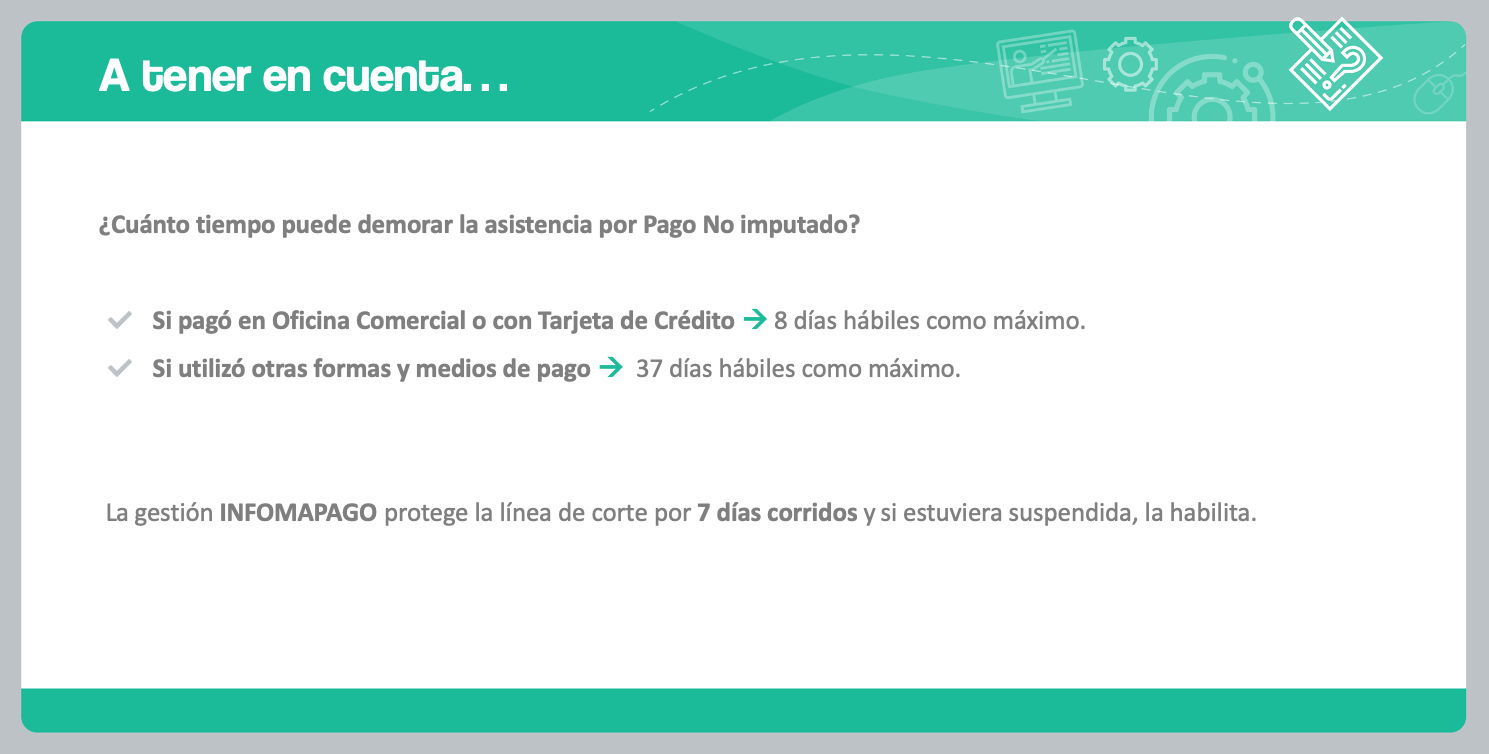 A tener en cuenta...
¿Cuánto tiempo puede demorar la asistencia por Pago No imputado?
✓ Si pagó en Oficina Comercial o con Tarjeta de Crédito → 8 días hábiles como máximo.
✓ Si utilizó otras formas y medios de pago → 37 días hábiles como máximo.
La gestión INFOMAPAGO protege la línea de corte por 7 días corridos y si estuviera suspendida, la habilita.